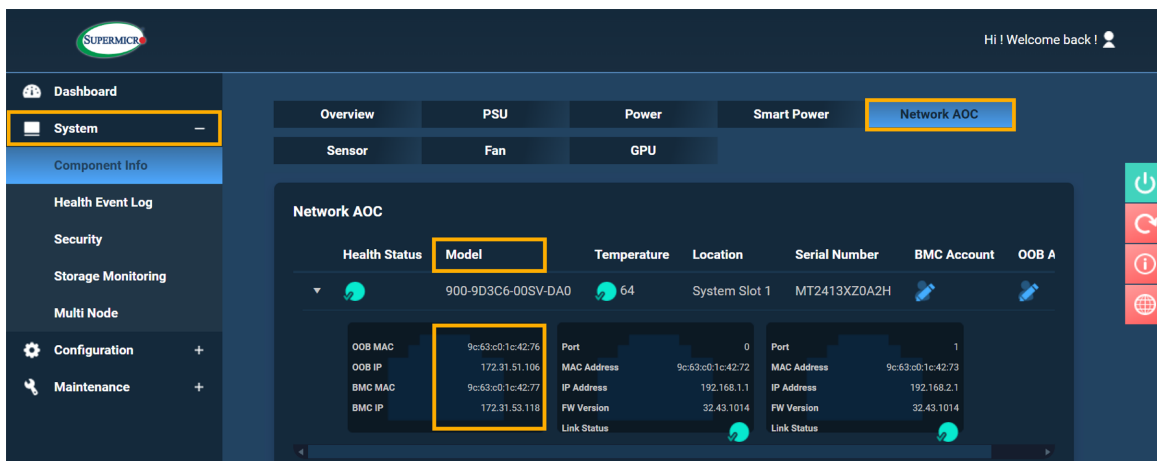 SUPERMICRO
Hi ! Welcome back !
Dashboard
System −
Component Info
Health Event Log
Security
Storage Monitoring
Multi Node
Configuration +
Maintenance +
Overview PSU Power Smart Power Network AOC
Sensor Fan GPU
Network AOC
Health Status Model Temperature Location Serial Number BMC Account OOB A
900-9D3C6-00SV-DA0 64 System Slot 1 MT2413XZ0A2H
OOB MAC 9c:63:c0:1c:42:76
OOB IP 172.31.51.106
BMC MAC 9c:63:c0:1c:42:77
BMC IP 172.31.53.118
Port 0
MAC Address 9c:63:c0:1c:42:72
IP Address 192.168.1.1
FW Version 32.43.1014
Link Status
Port 1
MAC Address 9c:63:c0:1c:42:73
IP Address 192.168.2.1
FW Version 32.43.1014
Link Status